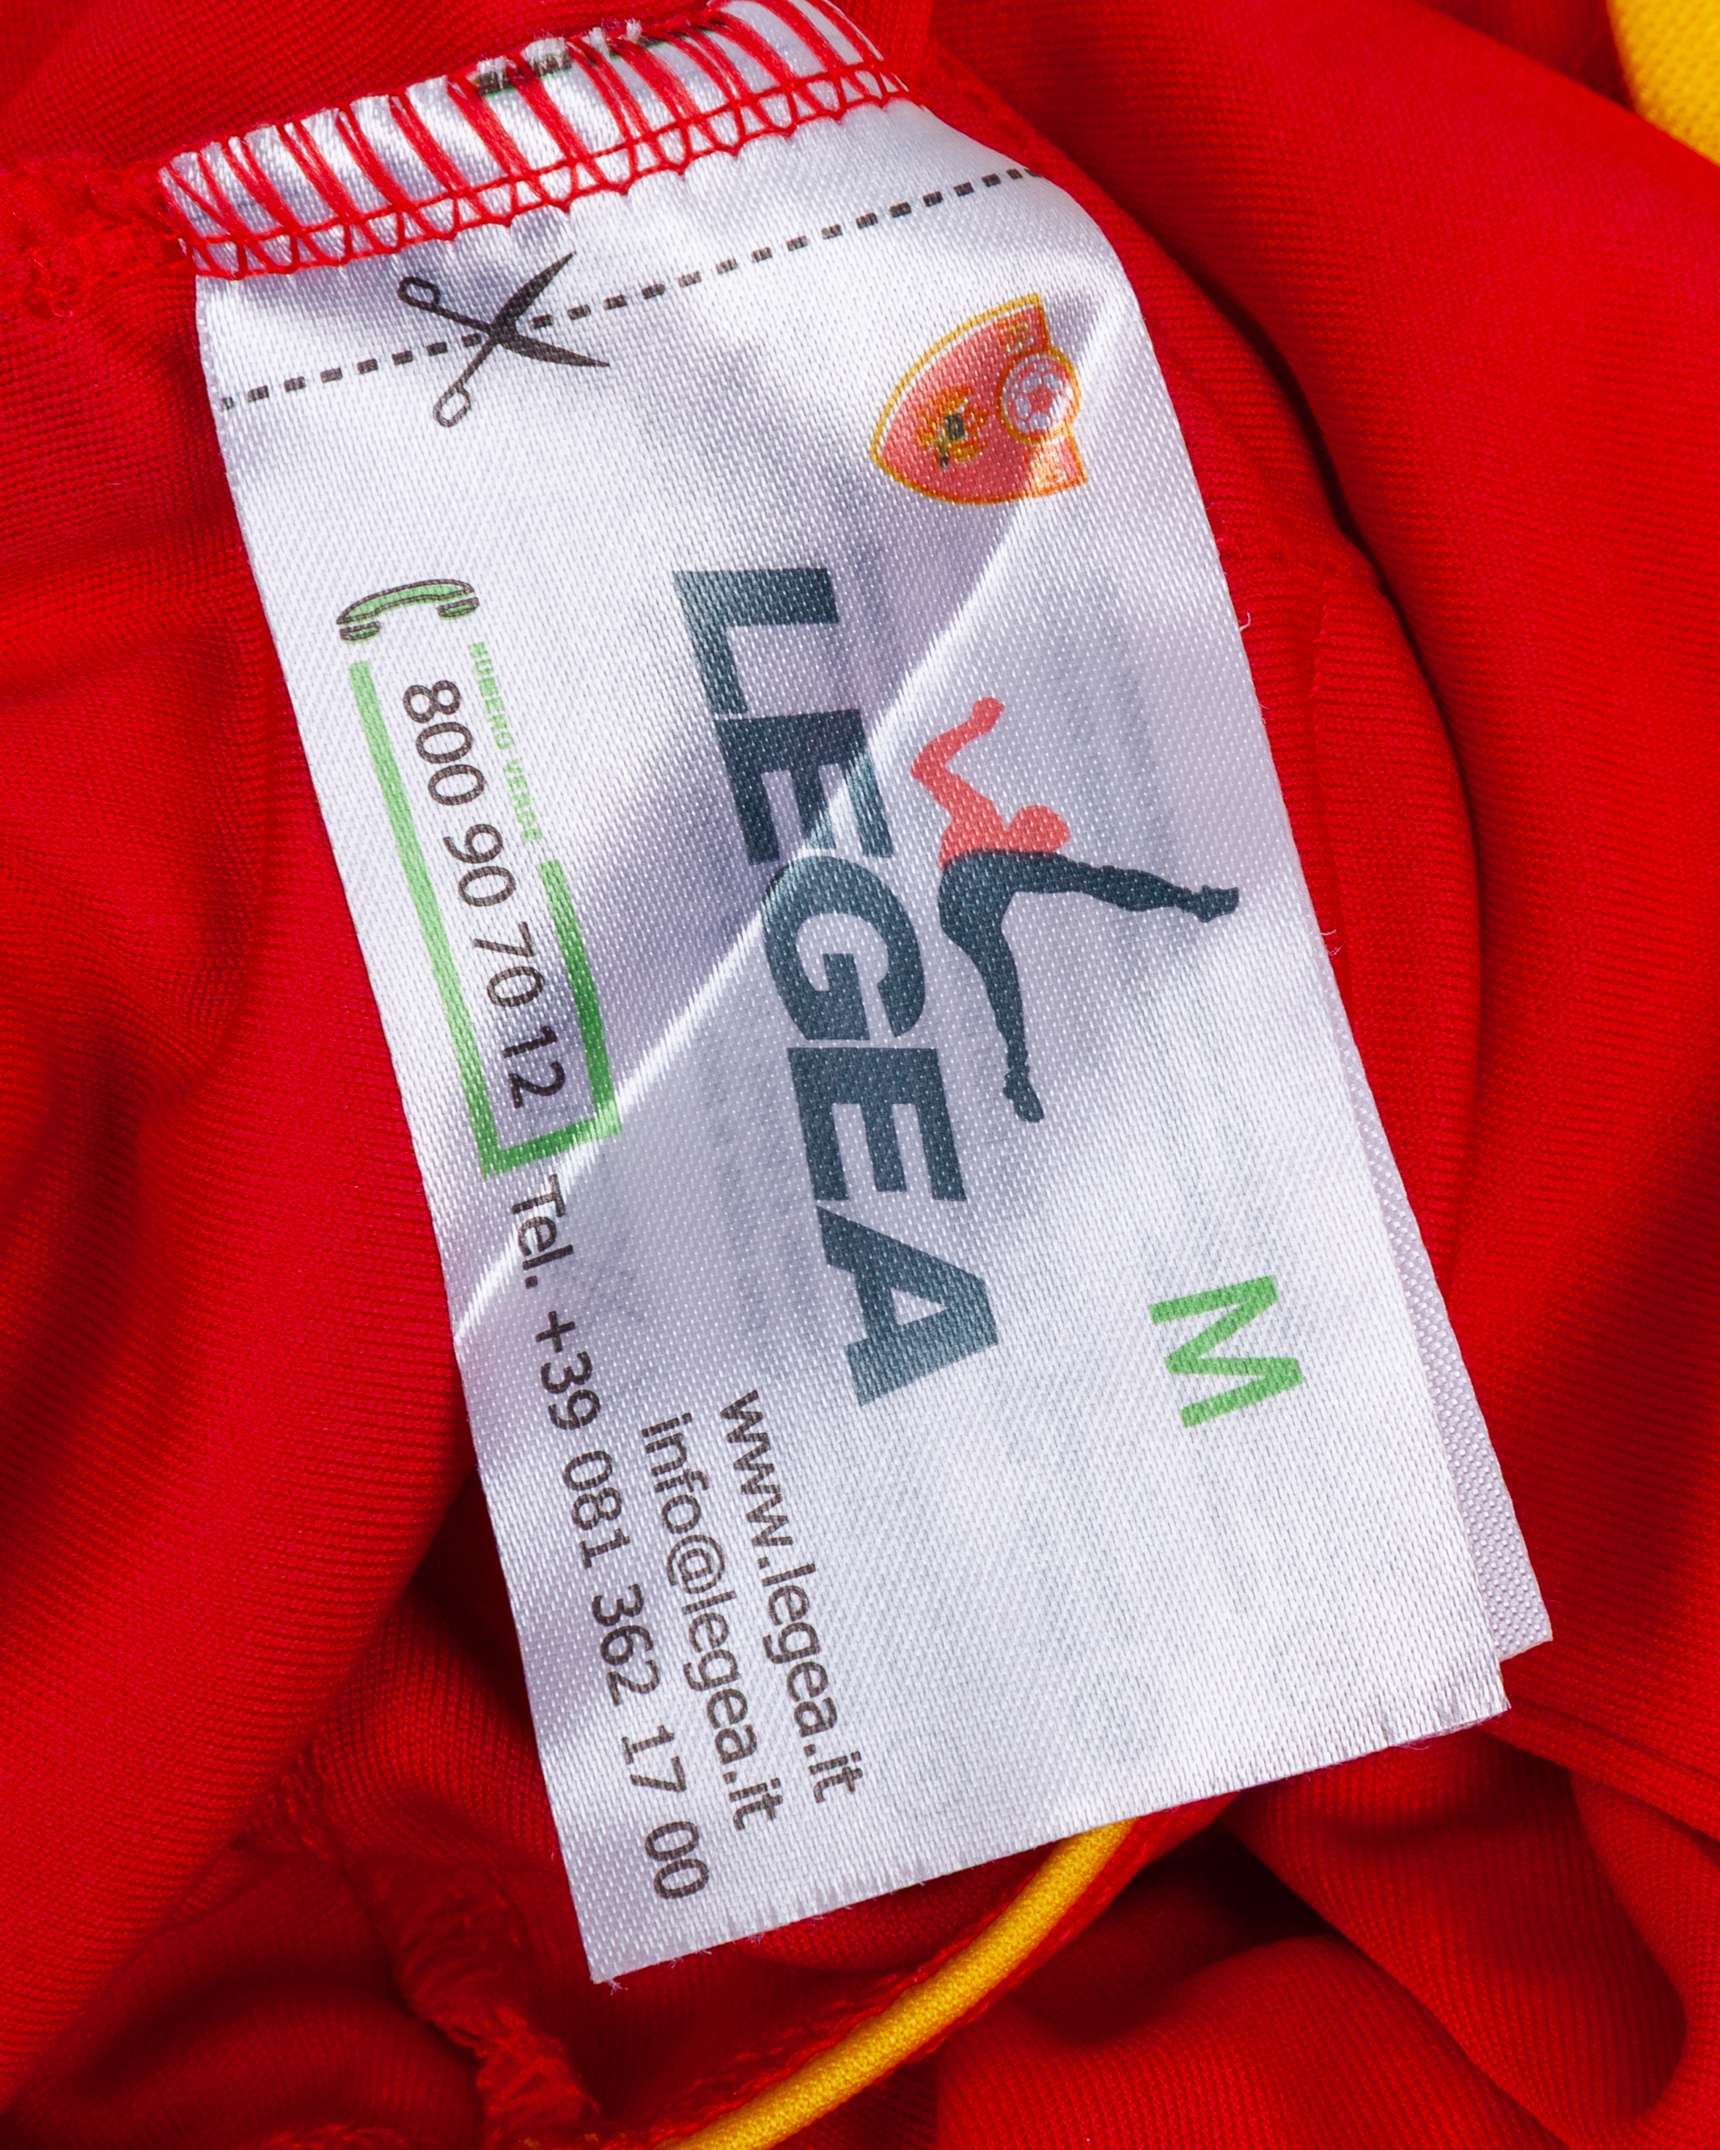 M
LEGEA
www.legea.it
info@legea.it
NUMERO VERDE
800 90 70 12
Tel. +39 081 362 17 00